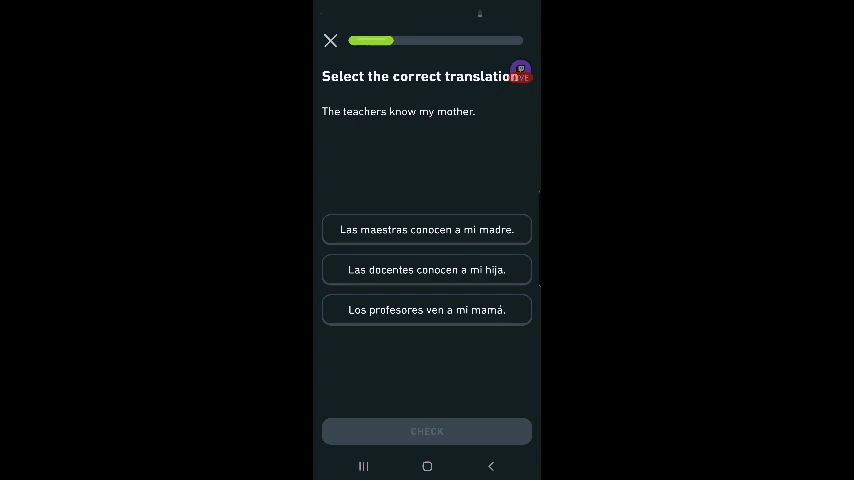 Select the correct translation
LIVE
The teachers know my mother.
Las maestras conocen a mi madre.
Las docentes conocen a mi hija.
Los profesores ven a mi mamá.
CHECK